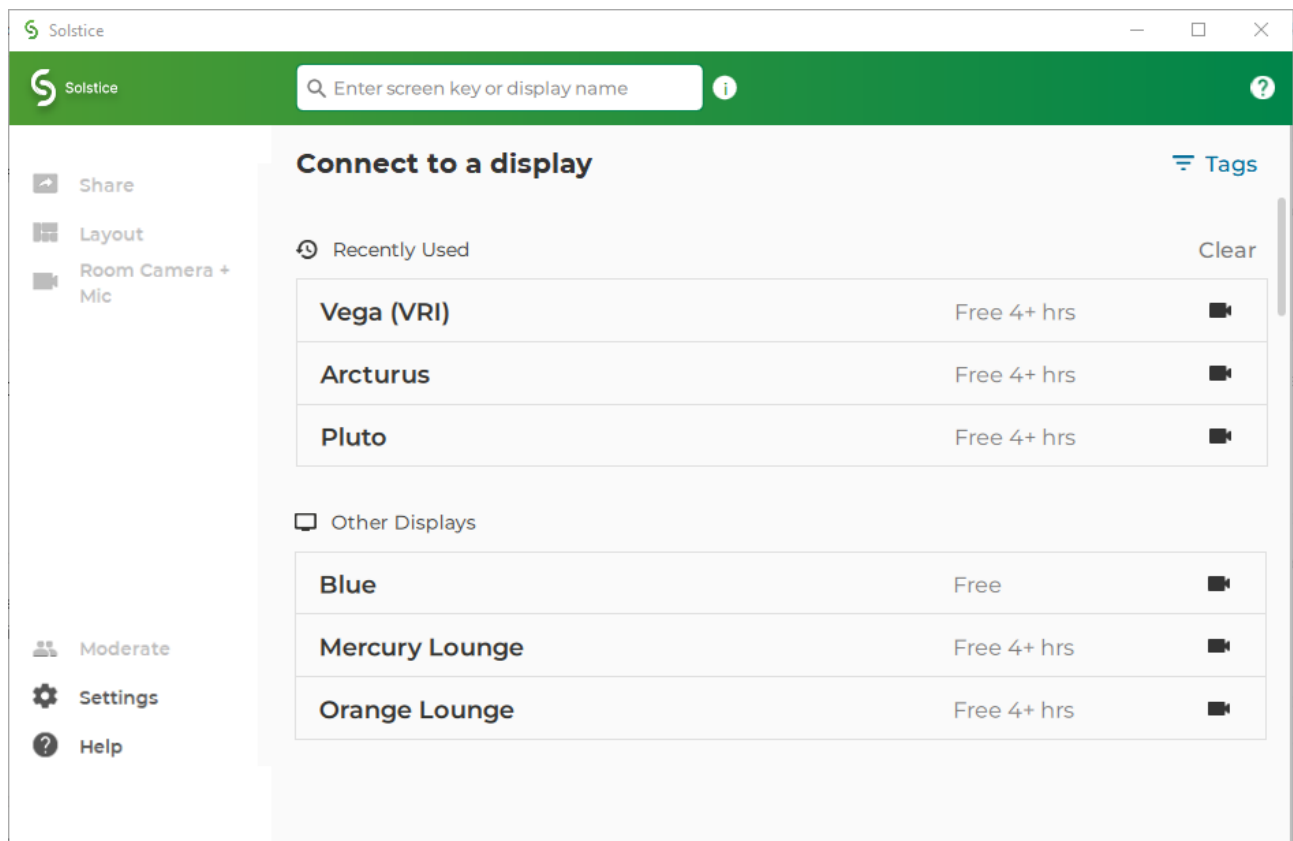 Solstice
Solstice
Enter screen key or display name
Connect to a display
Tags
Share
Layout
Room Camera +
Mic
Recently Used
Clear
Vega (VRI) Free 4+ hrs
Arcturus Free 4+ hrs
Pluto Free 4+ hrs
Other Displays
Blue Free
Mercury Lounge Free 4+ hrs
Orange Lounge Free 4+ hrs
Moderate
Settings
Help